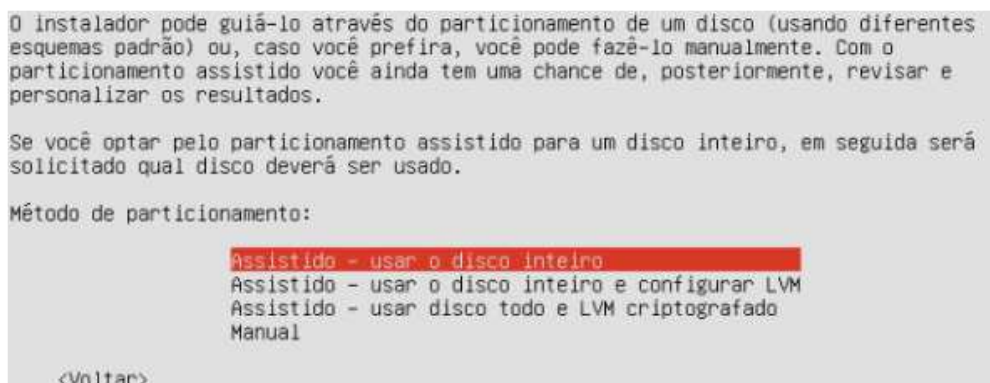 O instalador pode guiá-lo através do particionamento de um disco (usando diferentes
esquemas padrão) ou, caso você prefira, você pode fazê-lo manualmente. Com o
particionamento assistido você ainda tem uma chance de, posteriormente, revisar e
personalizar os resultados.
Se você optar pelo particionamento assistido para um disco inteiro, em seguida será
solicitado qual disco deverá ser usado.
Método de particionamento:
Assistido - usar o disco inteiro
Assistido - usar o disco inteiro e configurar LVM
Assistido - usar disco todo e LVM criptografado
Manual
<Voltar>